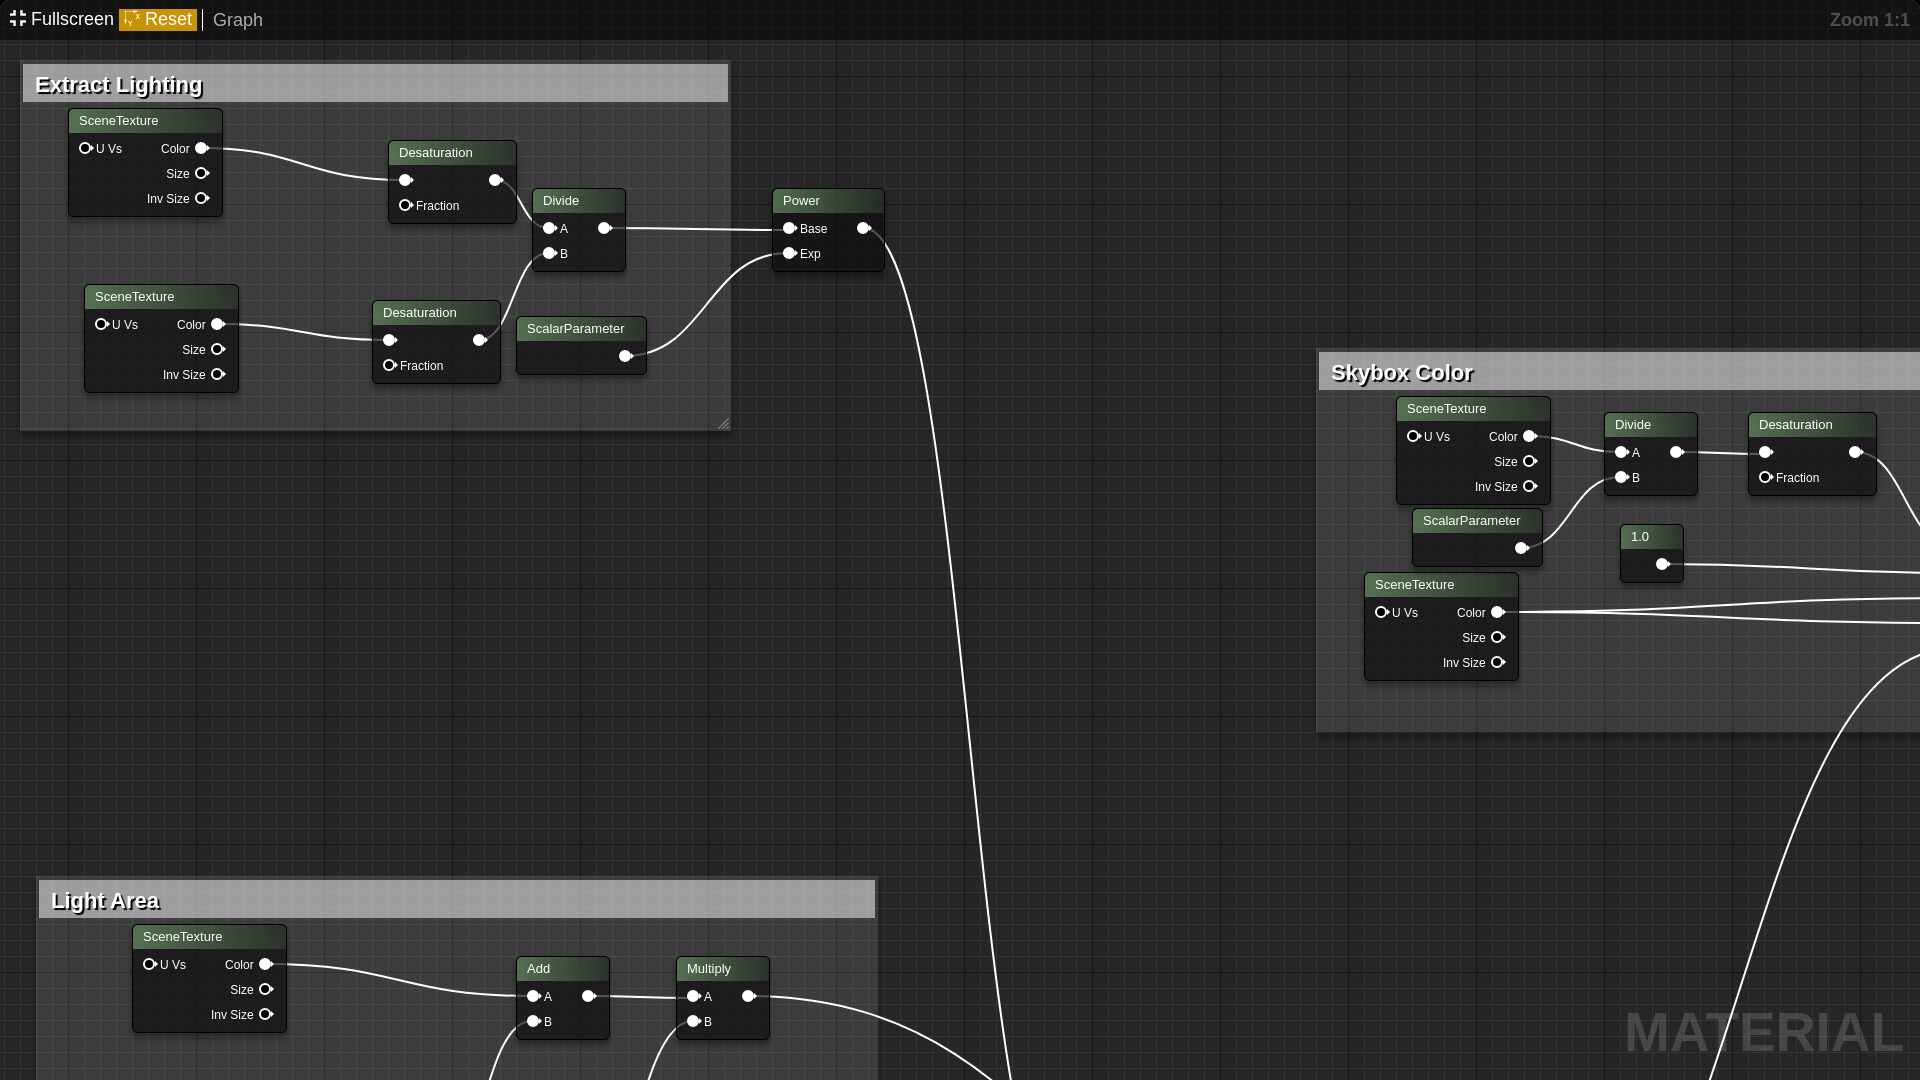 Fullscreen Reset Graph Zoom 1:1
Extract Lighting
SceneTexture
U Vs Color
Size
Inv Size
Desaturation
Fraction
Divide
A
B
Power
Base
Exp
SceneTexture
U Vs Color
Size
Inv Size
Desaturation
Fraction
ScalarParameter
Skybox Color
SceneTexture
U Vs Color
Size
Inv Size
Divide
A
B
Desaturation
Fraction
ScalarParameter
1.0
SceneTexture
U Vs Color
Size
Inv Size
Light Area
SceneTexture
U Vs Color
Size
Inv Size
Add
A
B
Multiply
A
B
MATERIAL